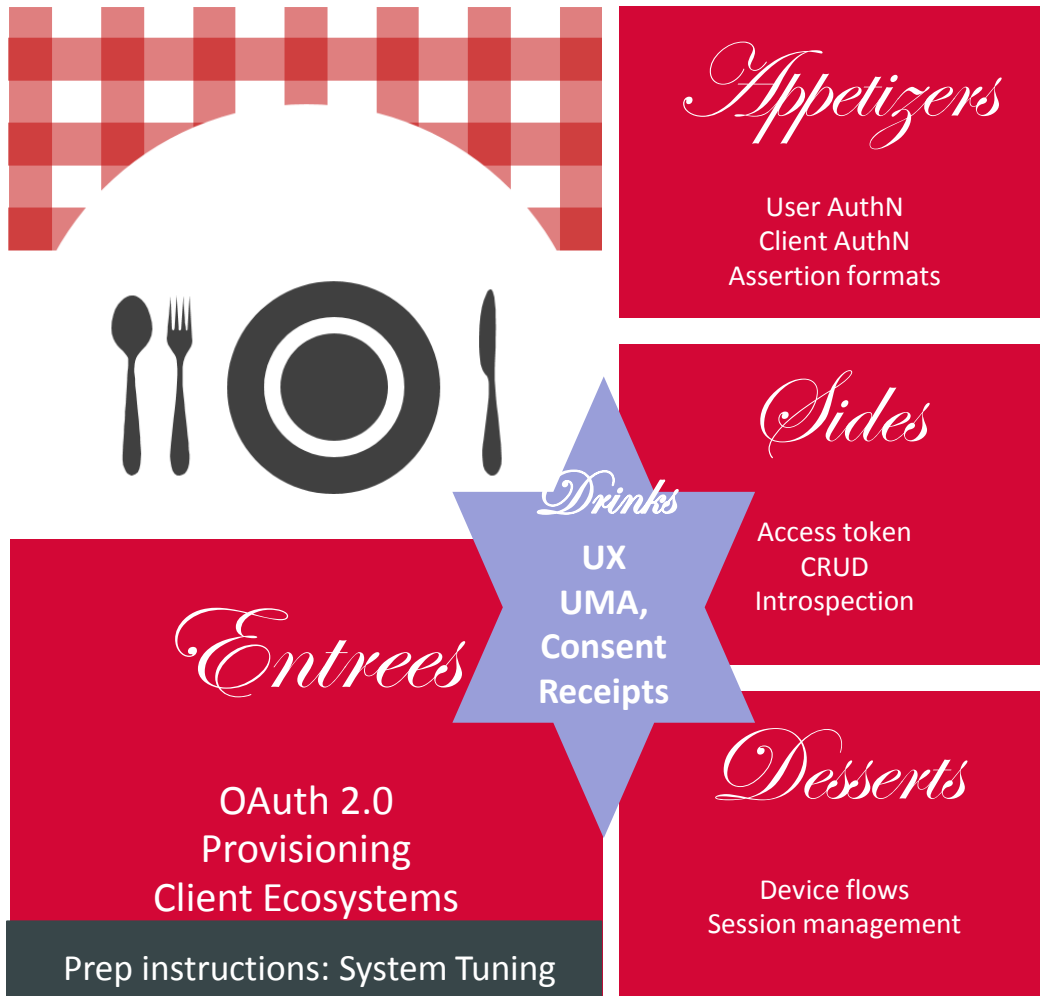 Appetizers
User AuthN
Client AuthN
Assertion formats
Sides
Access token
CRUD
Introspection
Drinks
UX
UMA,
Consent
Receipts
Entrees
OAuth 2.0
Provisioning
Client Ecosystems
Prep instructions: System Tuning
Desserts
Device flows
Session management